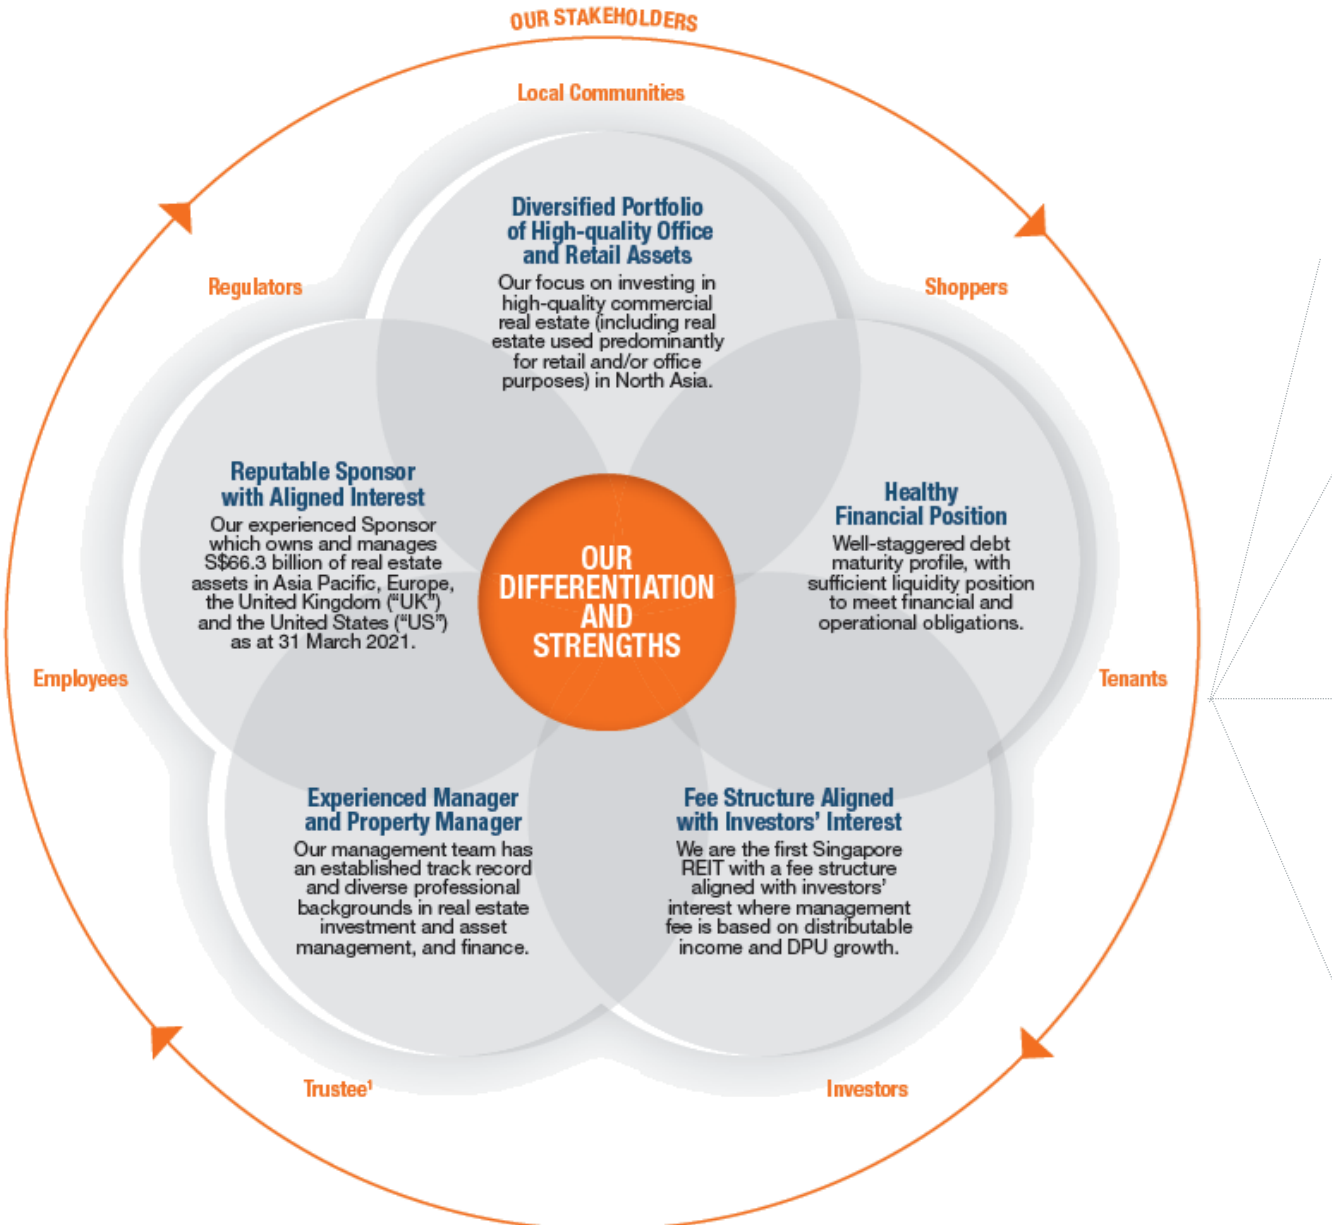 OUR STAKEHOLDERS
Local Communities
Diversified Portfolio
of High-quality Office
and Retail Assets
Our focus on investing in
high-quality commercial
real estate (including real
estate used predominantly
for retail and/or office
purposes) in North Asia.
Regulators
Shoppers
Reputable Sponsor
with Aligned Interest
Our experienced Sponsor
which owns and manages
S$66.3 billion of real estate
assets in Asia Pacific, Europe,
the United Kingdom (“UK”)
and the United States (“US”)
as at 31 March 2021.
OUR
DIFFERENTIATION
AND
STRENGTHS
Healthy
Financial Position
Well-staggered debt
maturity profile, with
sufficient liquidity position
to meet financial and
operational obligations.
Employees
Tenants
Experienced Manager
and Property Manager
Our management team has
an established track record
and diverse professional
backgrounds in real estate
investment and asset
management, and finance.
Fee Structure Aligned
with Investors’ Interest
We are the first Singapore
REIT with a fee structure
aligned with investors’
interest where management
fee is based on distributable
income and DPU growth.
Trustee¹
Investors